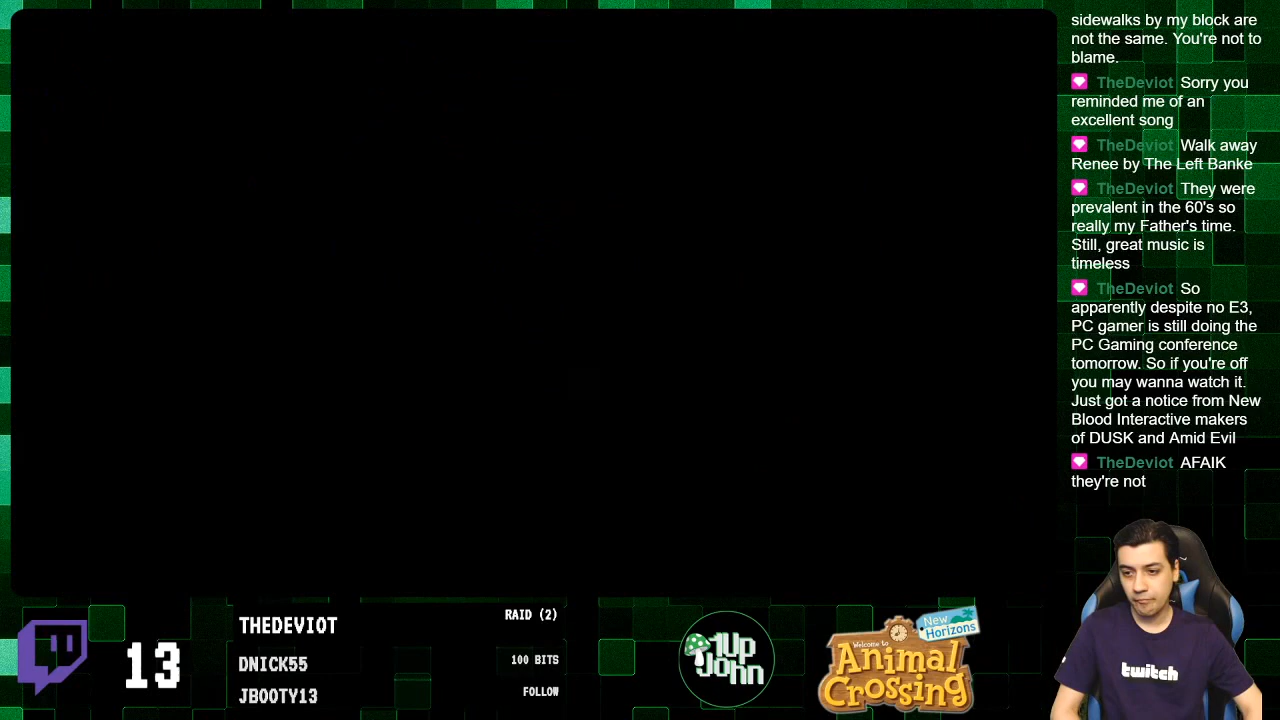 sidewalks by my block are
not the same. You're not to
blame.
TheDeviot Sorry you
reminded me of an
excellent song
TheDeviot Walk away
Renee by The Left Banke
TheDeviot They were
prevalent in the 60's so
really my Father's time.
Still, great music is
timeless
TheDeviot So
apparently despite no E3,
PC gamer is still doing the
PC Gaming conference
tomorrow. So if you're off
you may wanna watch it.
Just got a notice from New
Blood Interactive makers
of DUSK and Amid Evil
TheDeviot AFAIK
they're not
13
THEDEVIOT RAID (2)
DNICK55 100 BITS
JBOOTY13 FOLLOW
1Up
John
Welcome to
Animal
Crossing
New
Horizons
twitch